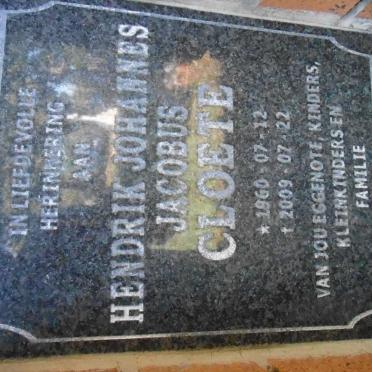 IN LIEFDEVOLLE
HERINNERING
AAN
HENDRIK JOHANNES
JACOBUS
CLOETE
★ 1960 · 07 · 12
† 2009 · 07 · 22
VAN JOU EGGENOTE, KINDERS,
KLEINKINDERS EN
FAMILIE